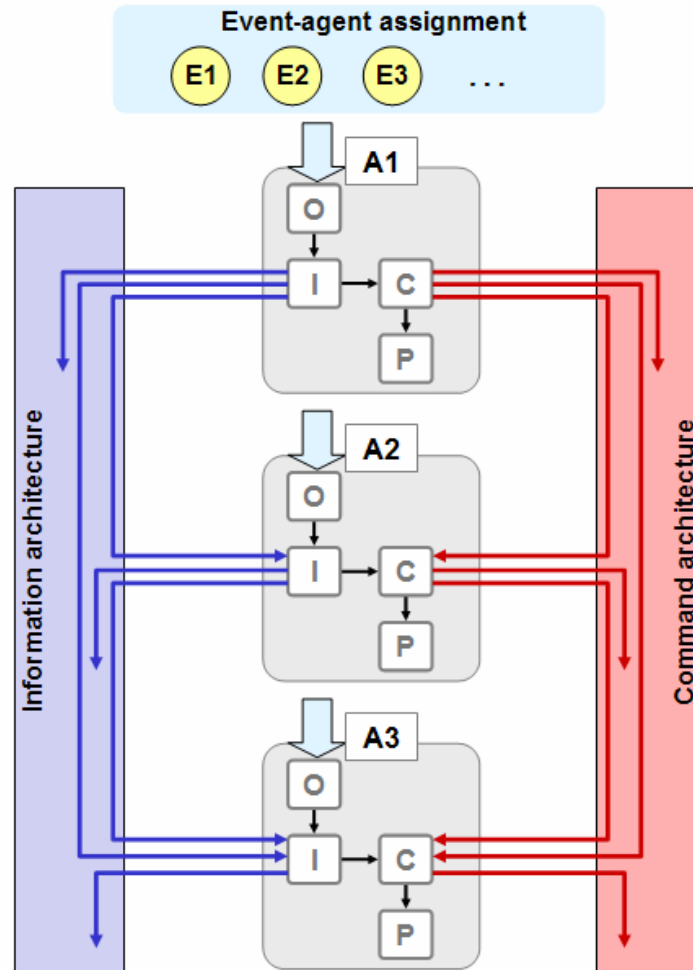 Event-agent assignment
E1 E2 E3 . . .
A1
O
I C
P
Information architecture
Command architecture
A2
O
I C
P
A3
O
I C
P